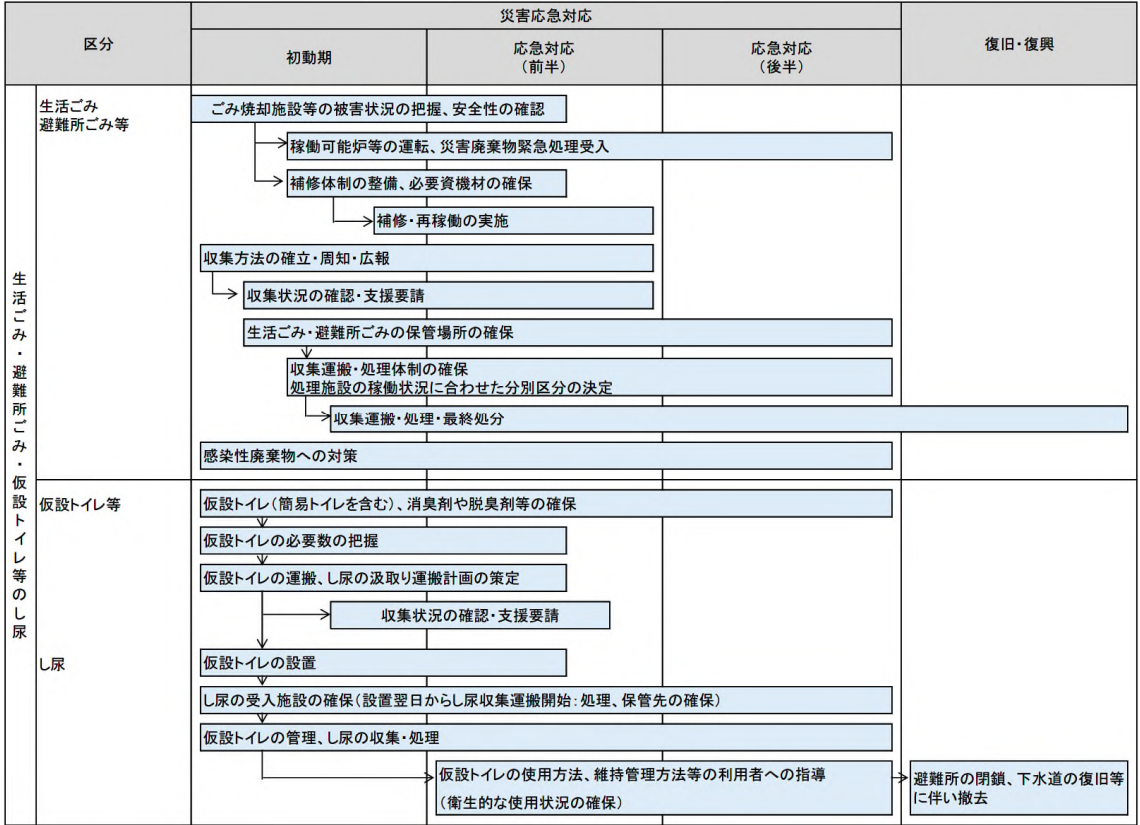 区分
災害応急対応
初動期
応急対応
(前半)
応急対応
(後半)
復旧・復興
生活ごみ・避難所ごみ・仮設トイレ等のし尿
生活ごみ
避難所ごみ等
ごみ焼却施設等の被害状況の把握、安全性の確認
稼働可能炉等の運転、災害廃棄物緊急処理受入
補修体制の整備、必要資機材の確保
補修・再稼働の実施
収集方法の確立・周知・広報
収集状況の確認・支援要請
生活ごみ・避難所ごみの保管場所の確保
収集運搬・処理体制の確保
処理施設の稼働状況に合わせた分別区分の決定
収集運搬・処理・最終処分
感染性廃棄物への対策
仮設トイレ等
仮設トイレ(簡易トイレを含む)、消臭剤や脱臭剤等の確保
仮設トイレの必要数の把握
仮設トイレの運搬、し尿の汲取り運搬計画の策定
収集状況の確認・支援要請
し尿
仮設トイレの設置
し尿の受入施設の確保(設置翌日からし尿収集運搬開始:処理、保管先の確保)
仮設トイレの管理、し尿の収集・処理
仮設トイレの使用方法、維持管理方法等の利用者への指導
(衛生的な使用状況の確保)
避難所の閉鎖、下水道の復旧等
に伴い撤去